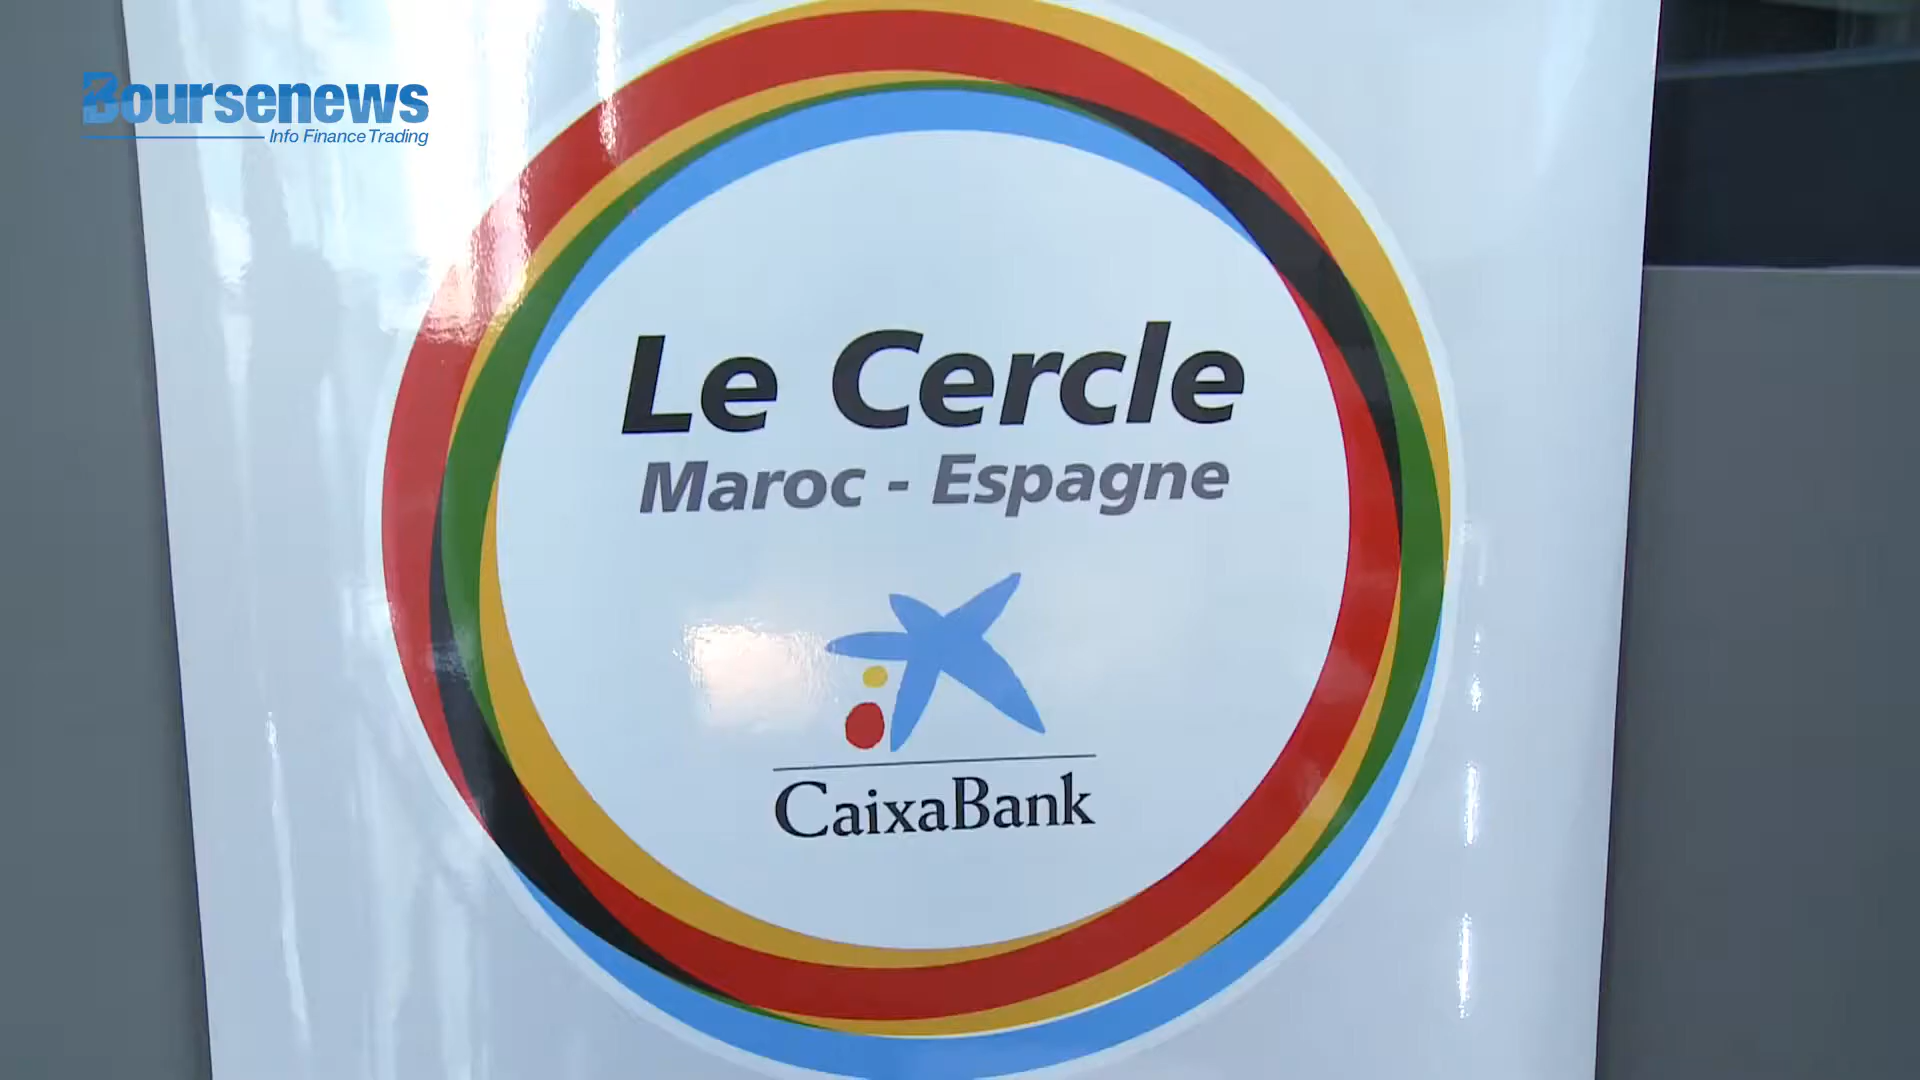 Boursenews
Info Finance Trading
Le Cercle
Maroc - Espagne
CaixaBank